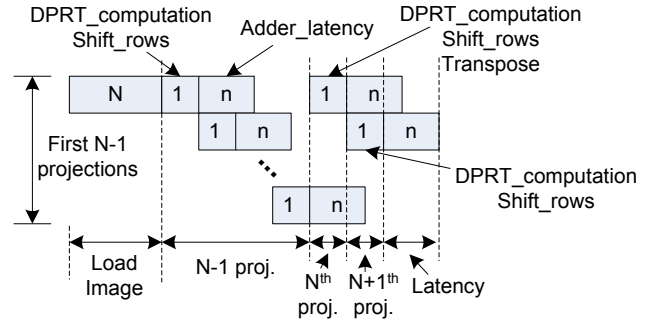 DPRT_computation
Shift_rows
Adder_latency
DPRT_computation
Shift_rows
Transpose
N
1
n
1
n
1
n
1
n
First N-1
projections
DPRT_computation
Shift_rows
1
n
Load
Image
N-1 proj.
Nth
proj.
N+1th
proj.
Latency